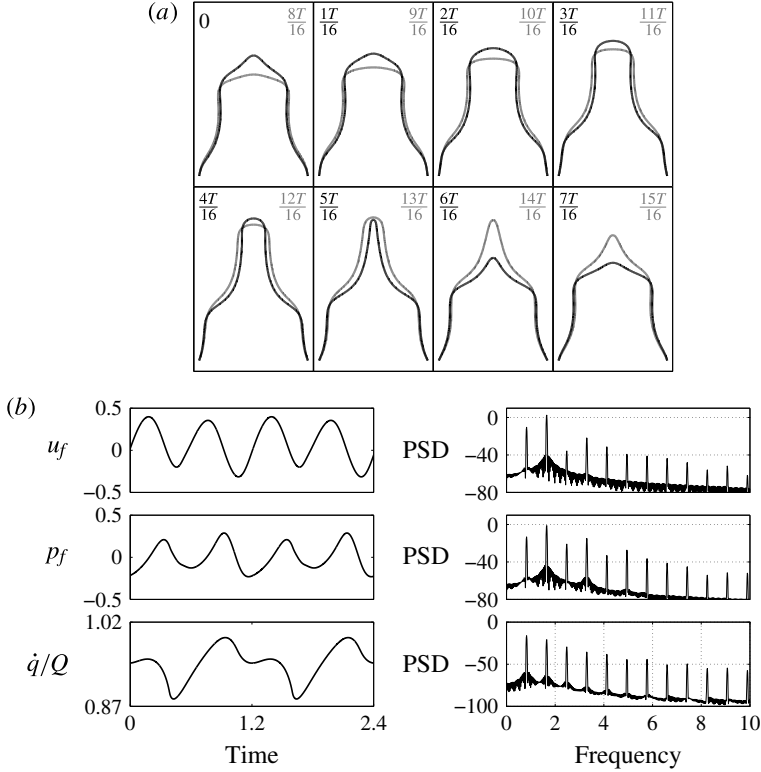 (a)
0 8T/16 1T/16 9T/16 2T/16 10T/16 3T/16 11T/16
4T/16 12T/16 5T/16 13T/16 6T/16 14T/16 7T/16 15T/16
(b)
0.5
u_f 0
−0.5
PSD 0
−40
−80
0.5
p_f 0
−0.5
PSD 0
−40
−80
1.02
q̇/Q
0.87
0 1.2 2.4
Time
PSD 0
−50
−100
0 2 4 6 8 10
Frequency